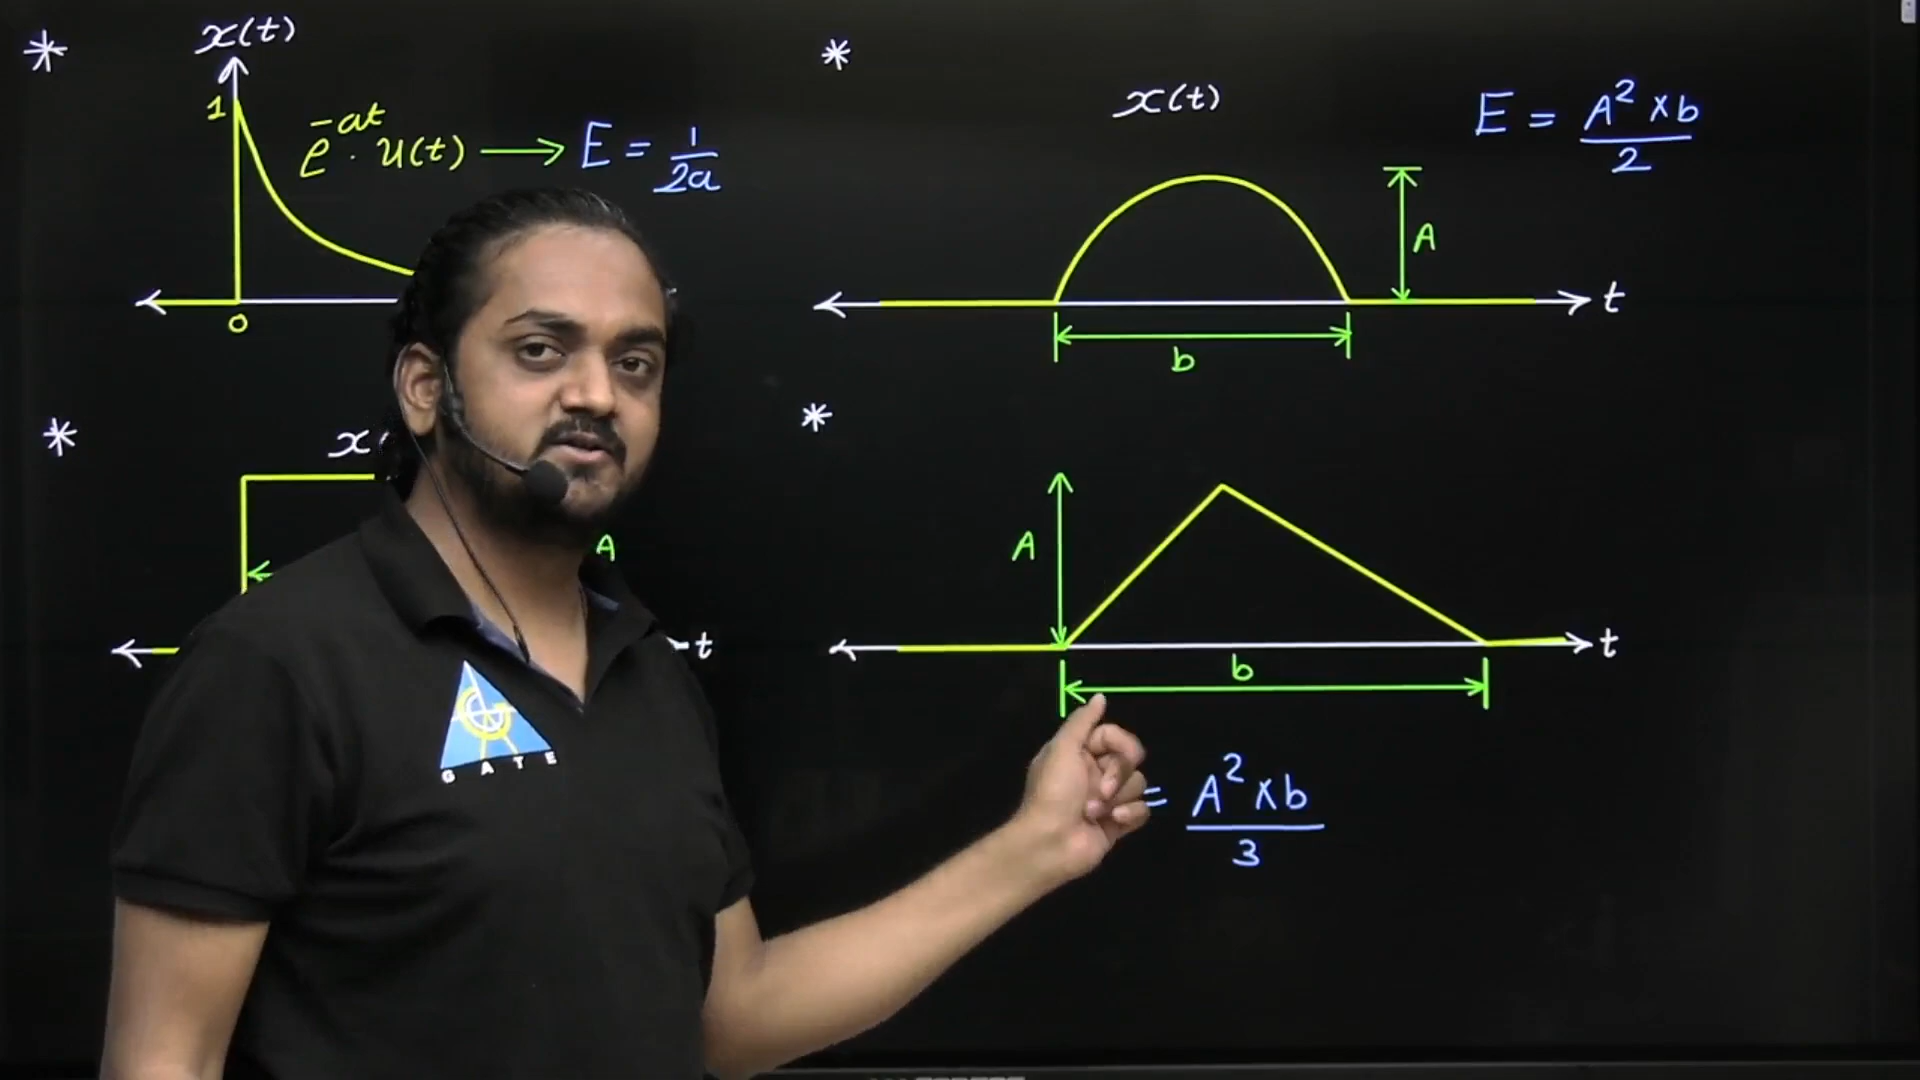 * x(t)
1
e^-at · u(t) → E = 1/2a
0
* x(t)
E = A² × b / 2
A
t
b
* x
A
t
*
A
t
b
= A² × b / 3
GATE